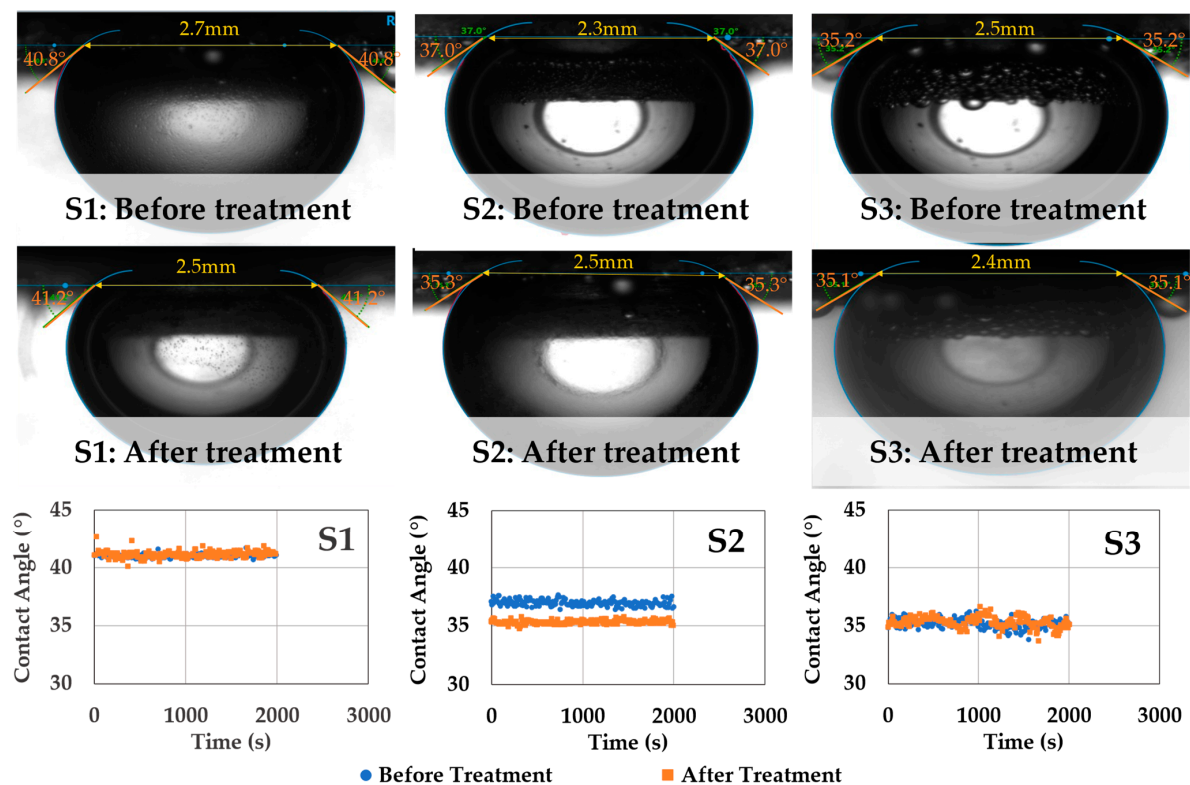 2.7mm
R
40.8°
40.8°
S1: Before treatment
37.0°
2.3mm
37.0°
37.0°
37.0°
S2: Before treatment
2.5mm
35.2°
35.2°
S3: Before treatment
2.5mm
41.2°
41.2°
S1: After treatment
2.5mm
35.3°
35.3°
S2: After treatment
2.4mm
35.1°
35.1°
S3: After treatment
Contact Angle (°)
45
40
35
30
S1
0
1000
2000
3000
Time (s)
Contact Angle (°)
45
40
35
30
S2
0
1000
2000
3000
Time (s)
Contact Angle (°)
45
40
35
30
S3
0
1000
2000
3000
Time (s)
Before Treatment
After Treatment